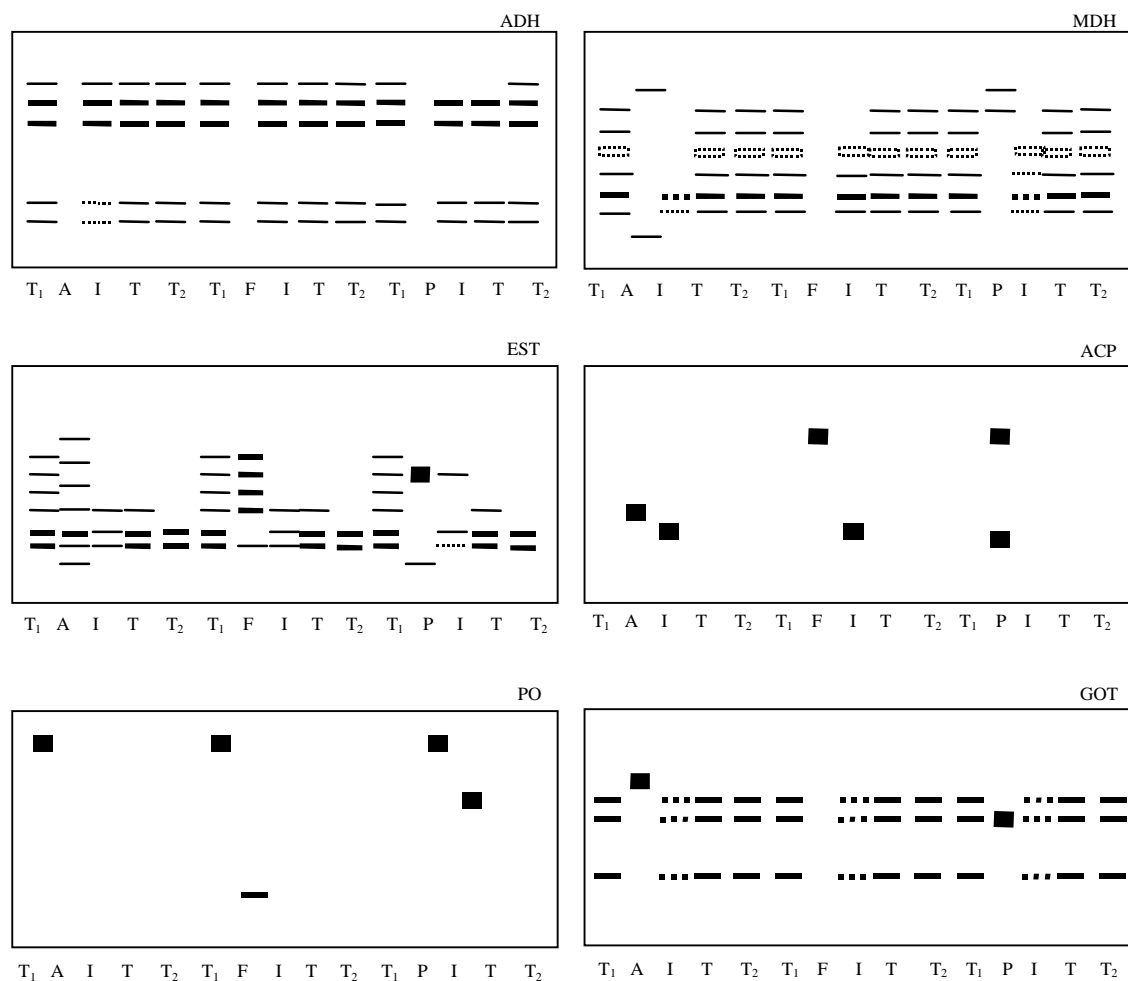 ADH
MDH
T₁ A I T T₂ T₁ F I T T₂ T₁ P I T T₂
T₁ A I T T₂ T₁ F I T T₂ T₁ P I T T₂
EST
ACP
T₁ A I T T₂ T₁ F I T T₂ T₁ P I T T₂
T₁ A I T T₂ T₁ F I T T₂ T₁ P I T T₂
PO
GOT
T₁ A I T T₂ T₁ F I T T₂ T₁ P I T T₂
T₁ A I T T₂ T₁ F I T T₂ T₁ P I T T₂